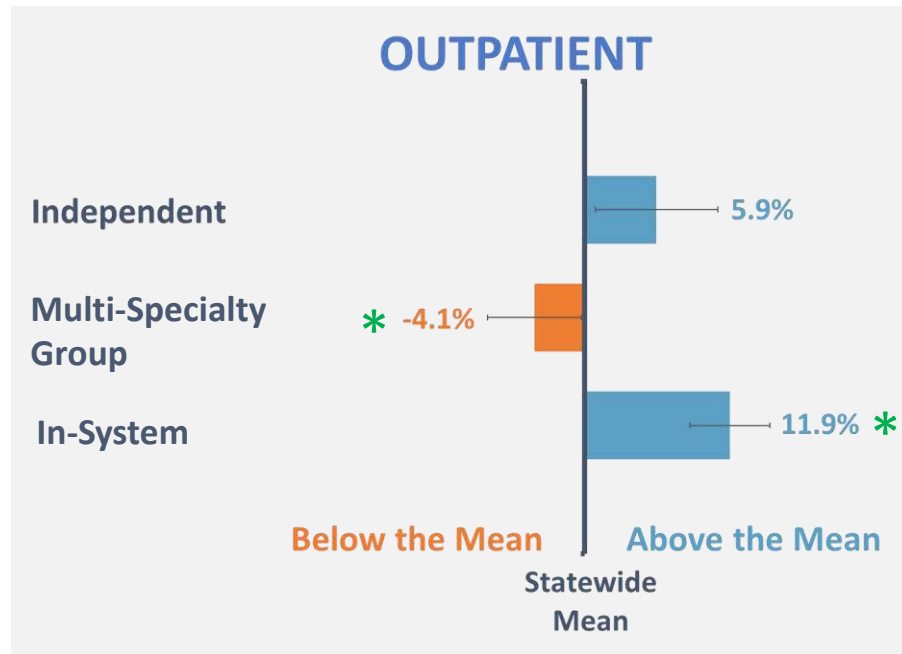 OUTPATIENT
Independent
5.9%
Multi-Specialty
Group
* -4.1%
In-System
11.9% *
Below the Mean
Above the Mean
Statewide
Mean